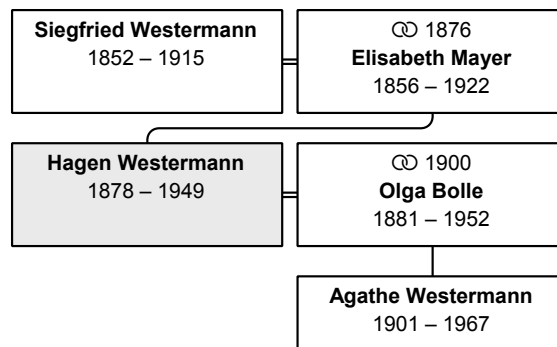 Siegfried Westermann
1852 – 1915
⚭ 1876
Elisabeth Mayer
1856 – 1922
Hagen Westermann
1878 – 1949
⚭ 1900
Olga Bolle
1881 – 1952
Agathe Westermann
1901 – 1967